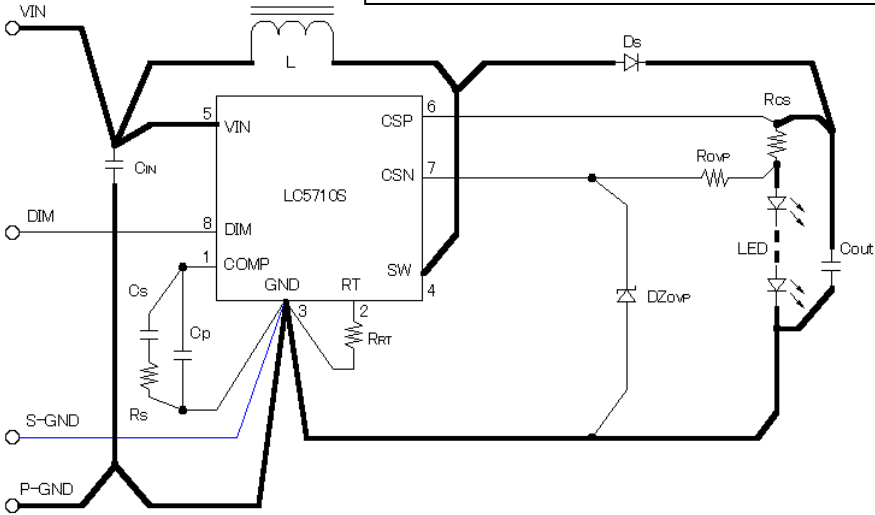 VIN
L
Ds
5
VIN
CSP
6
Rcs
CIN
CSN
7
ROVP
LC5710S
DIM
8
DIM
LED
Cout
1
COMP
SW
4
GND
RT
3
2
Cs
Cp
RRT
DZOVP
Rs
S-GND
P-GND